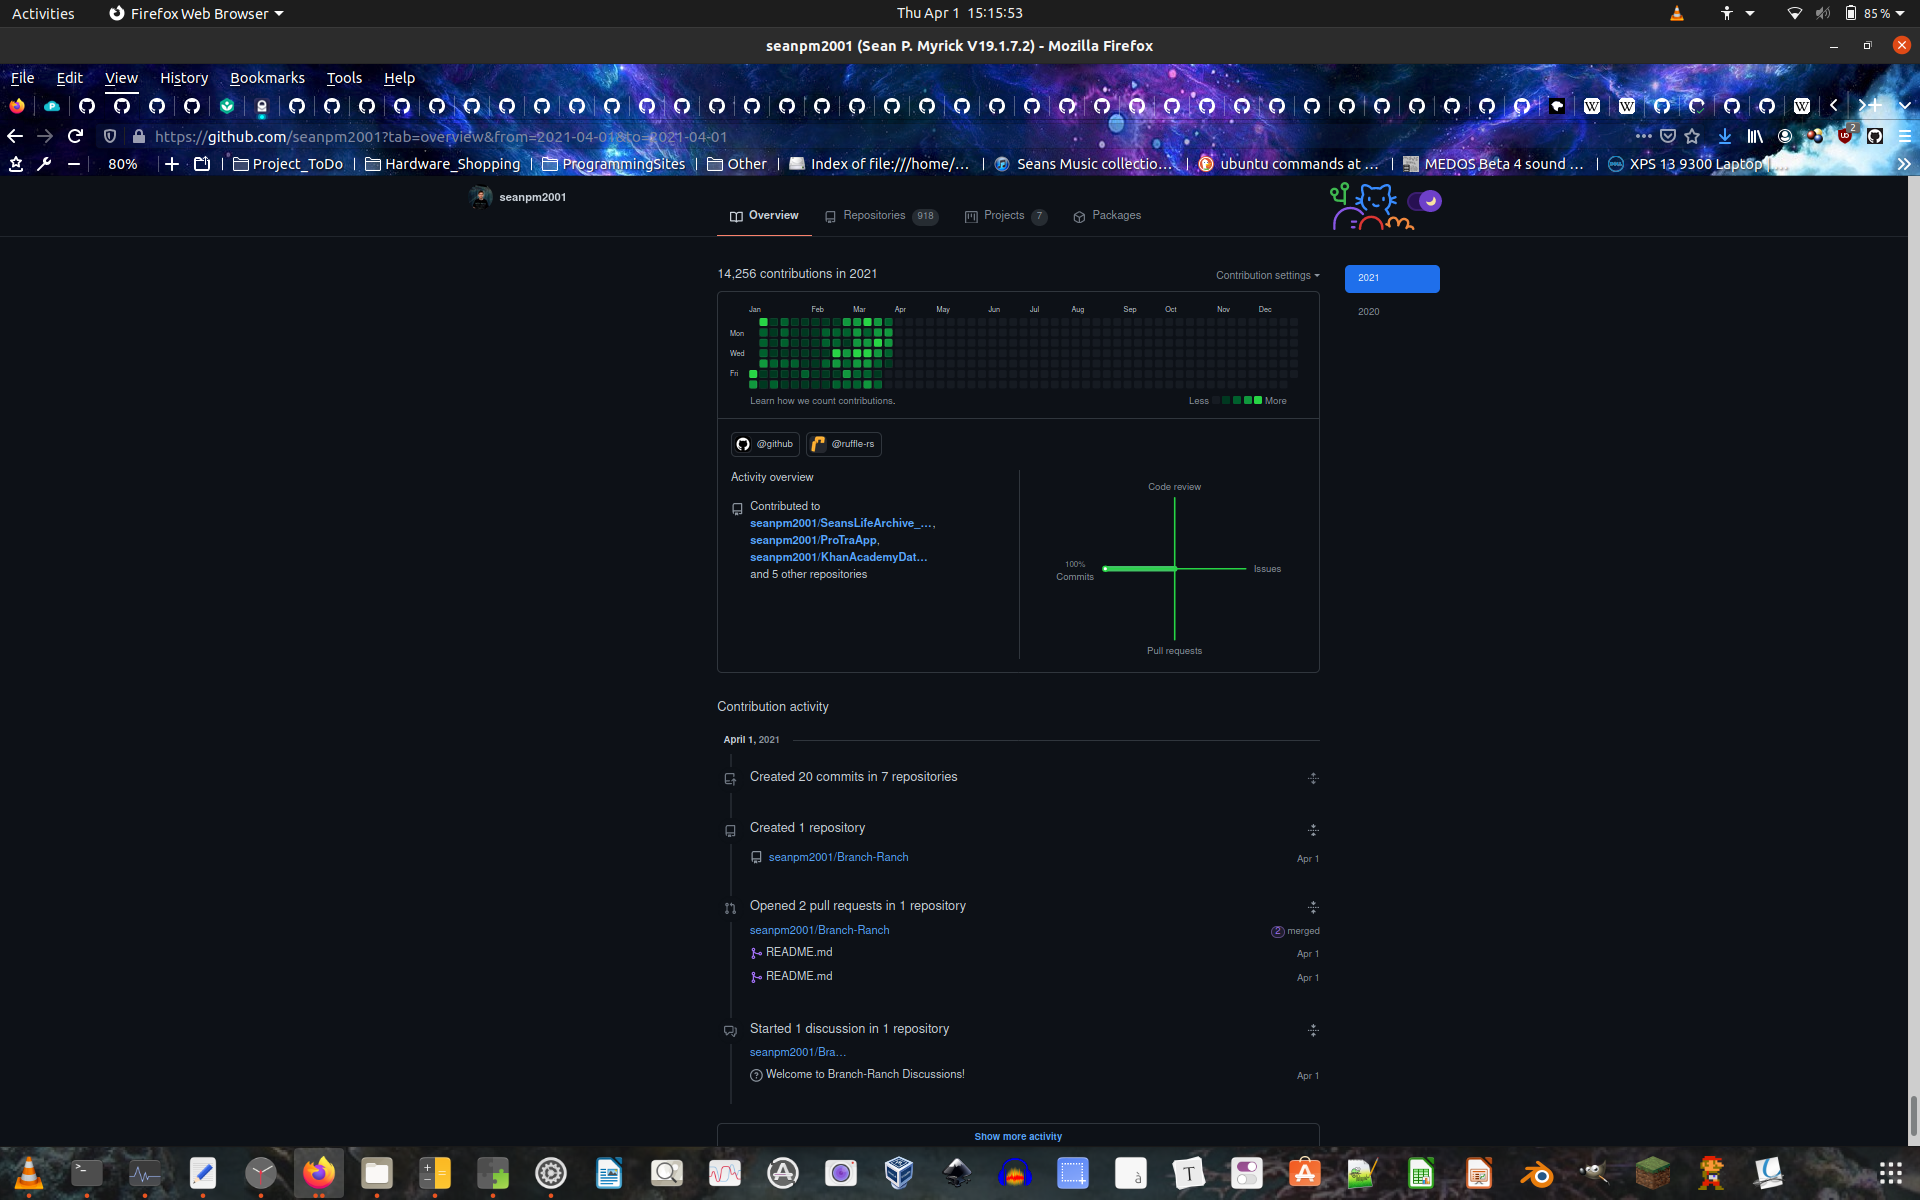 Activities Firefox Web Browser Thu Apr 1 15:15:53 85 %
seanpm2001 (Sean P. Myrick V19.1.7.2) - Mozilla Firefox
File Edit View History Bookmarks Tools Help
https://github.com/seanpm2001?tab=overview&from=2021-04-01&to=2021-04-01
80% Project_ToDo Hardware_Shopping ProgrammingSites Other Index of file:///home/... Seans Music collectio... ubuntu commands at ... MEDOS Beta 4 sound ... XPS 13 9300 Laptop
seanpm2001
Overview Repositories 918 Projects 7 Packages
14,256 contributions in 2021 Contribution settings 2021
2020
Jan Feb Mar Apr May Jun Jul Aug Sep Oct Nov Dec
Mon
Wed
Fri
Learn how we count contributions. Less More
@github @ruffle-rs
Activity overview
Contributed to
seanpm2001/SeansLifeArchive_...,
seanpm2001/ProTraApp,
seanpm2001/KhanAcademyDat...
and 5 other repositories
Code review
100%
Commits
Issues
Pull requests
Contribution activity
April 1, 2021
Created 20 commits in 7 repositories
Created 1 repository
seanpm2001/Branch-Ranch Apr 1
Opened 2 pull requests in 1 repository
seanpm2001/Branch-Ranch 2 merged
README.md Apr 1
README.md Apr 1
Started 1 discussion in 1 repository
seanpm2001/Bra...
Welcome to Branch-Ranch Discussions! Apr 1
Show more activity